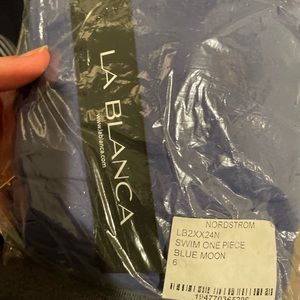 LA BLANCA
www.lablanca.com
NORDSTROM
LB2XX24N
SWIM ONE PIECE
BLUE MOON
6